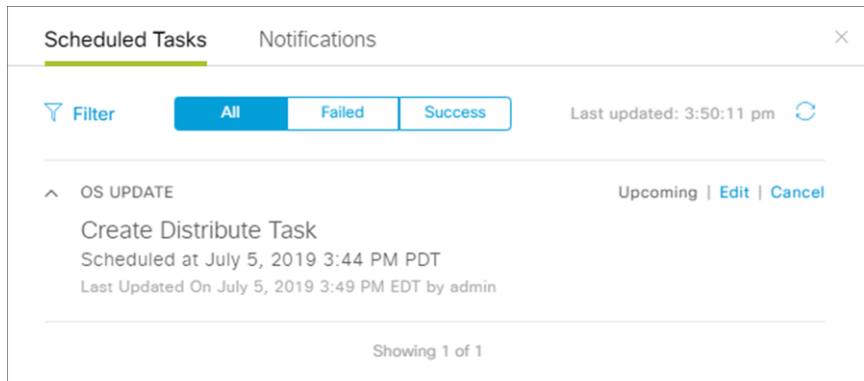 Scheduled Tasks Notifications
Filter All Failed Success Last updated: 3:50:11 pm
OS UPDATE Upcoming | Edit | Cancel
Create Distribute Task
Scheduled at July 5, 2019 3:44 PM PDT
Last Updated On July 5, 2019 3:49 PM EDT by admin
Showing 1 of 1